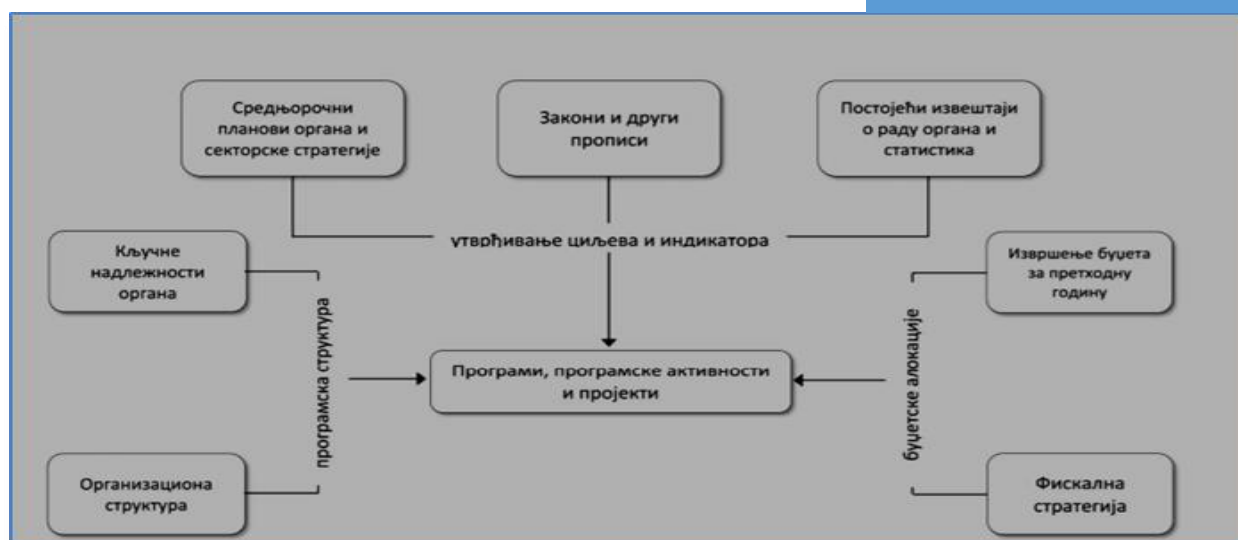 Средњорочни
планови органа и
секторске стратегије
Закони и други
прописи
Постојећи извештаји
о раду органа и
статистика
утврђивање циљева и индикатора
Кључне
надлежности
органа
Извршење буџета
за претходну
годину
програмска структура
Програми, програмске активности
и пројекти
буџетске алокације
Организациона
структура
Фискална
стратегија